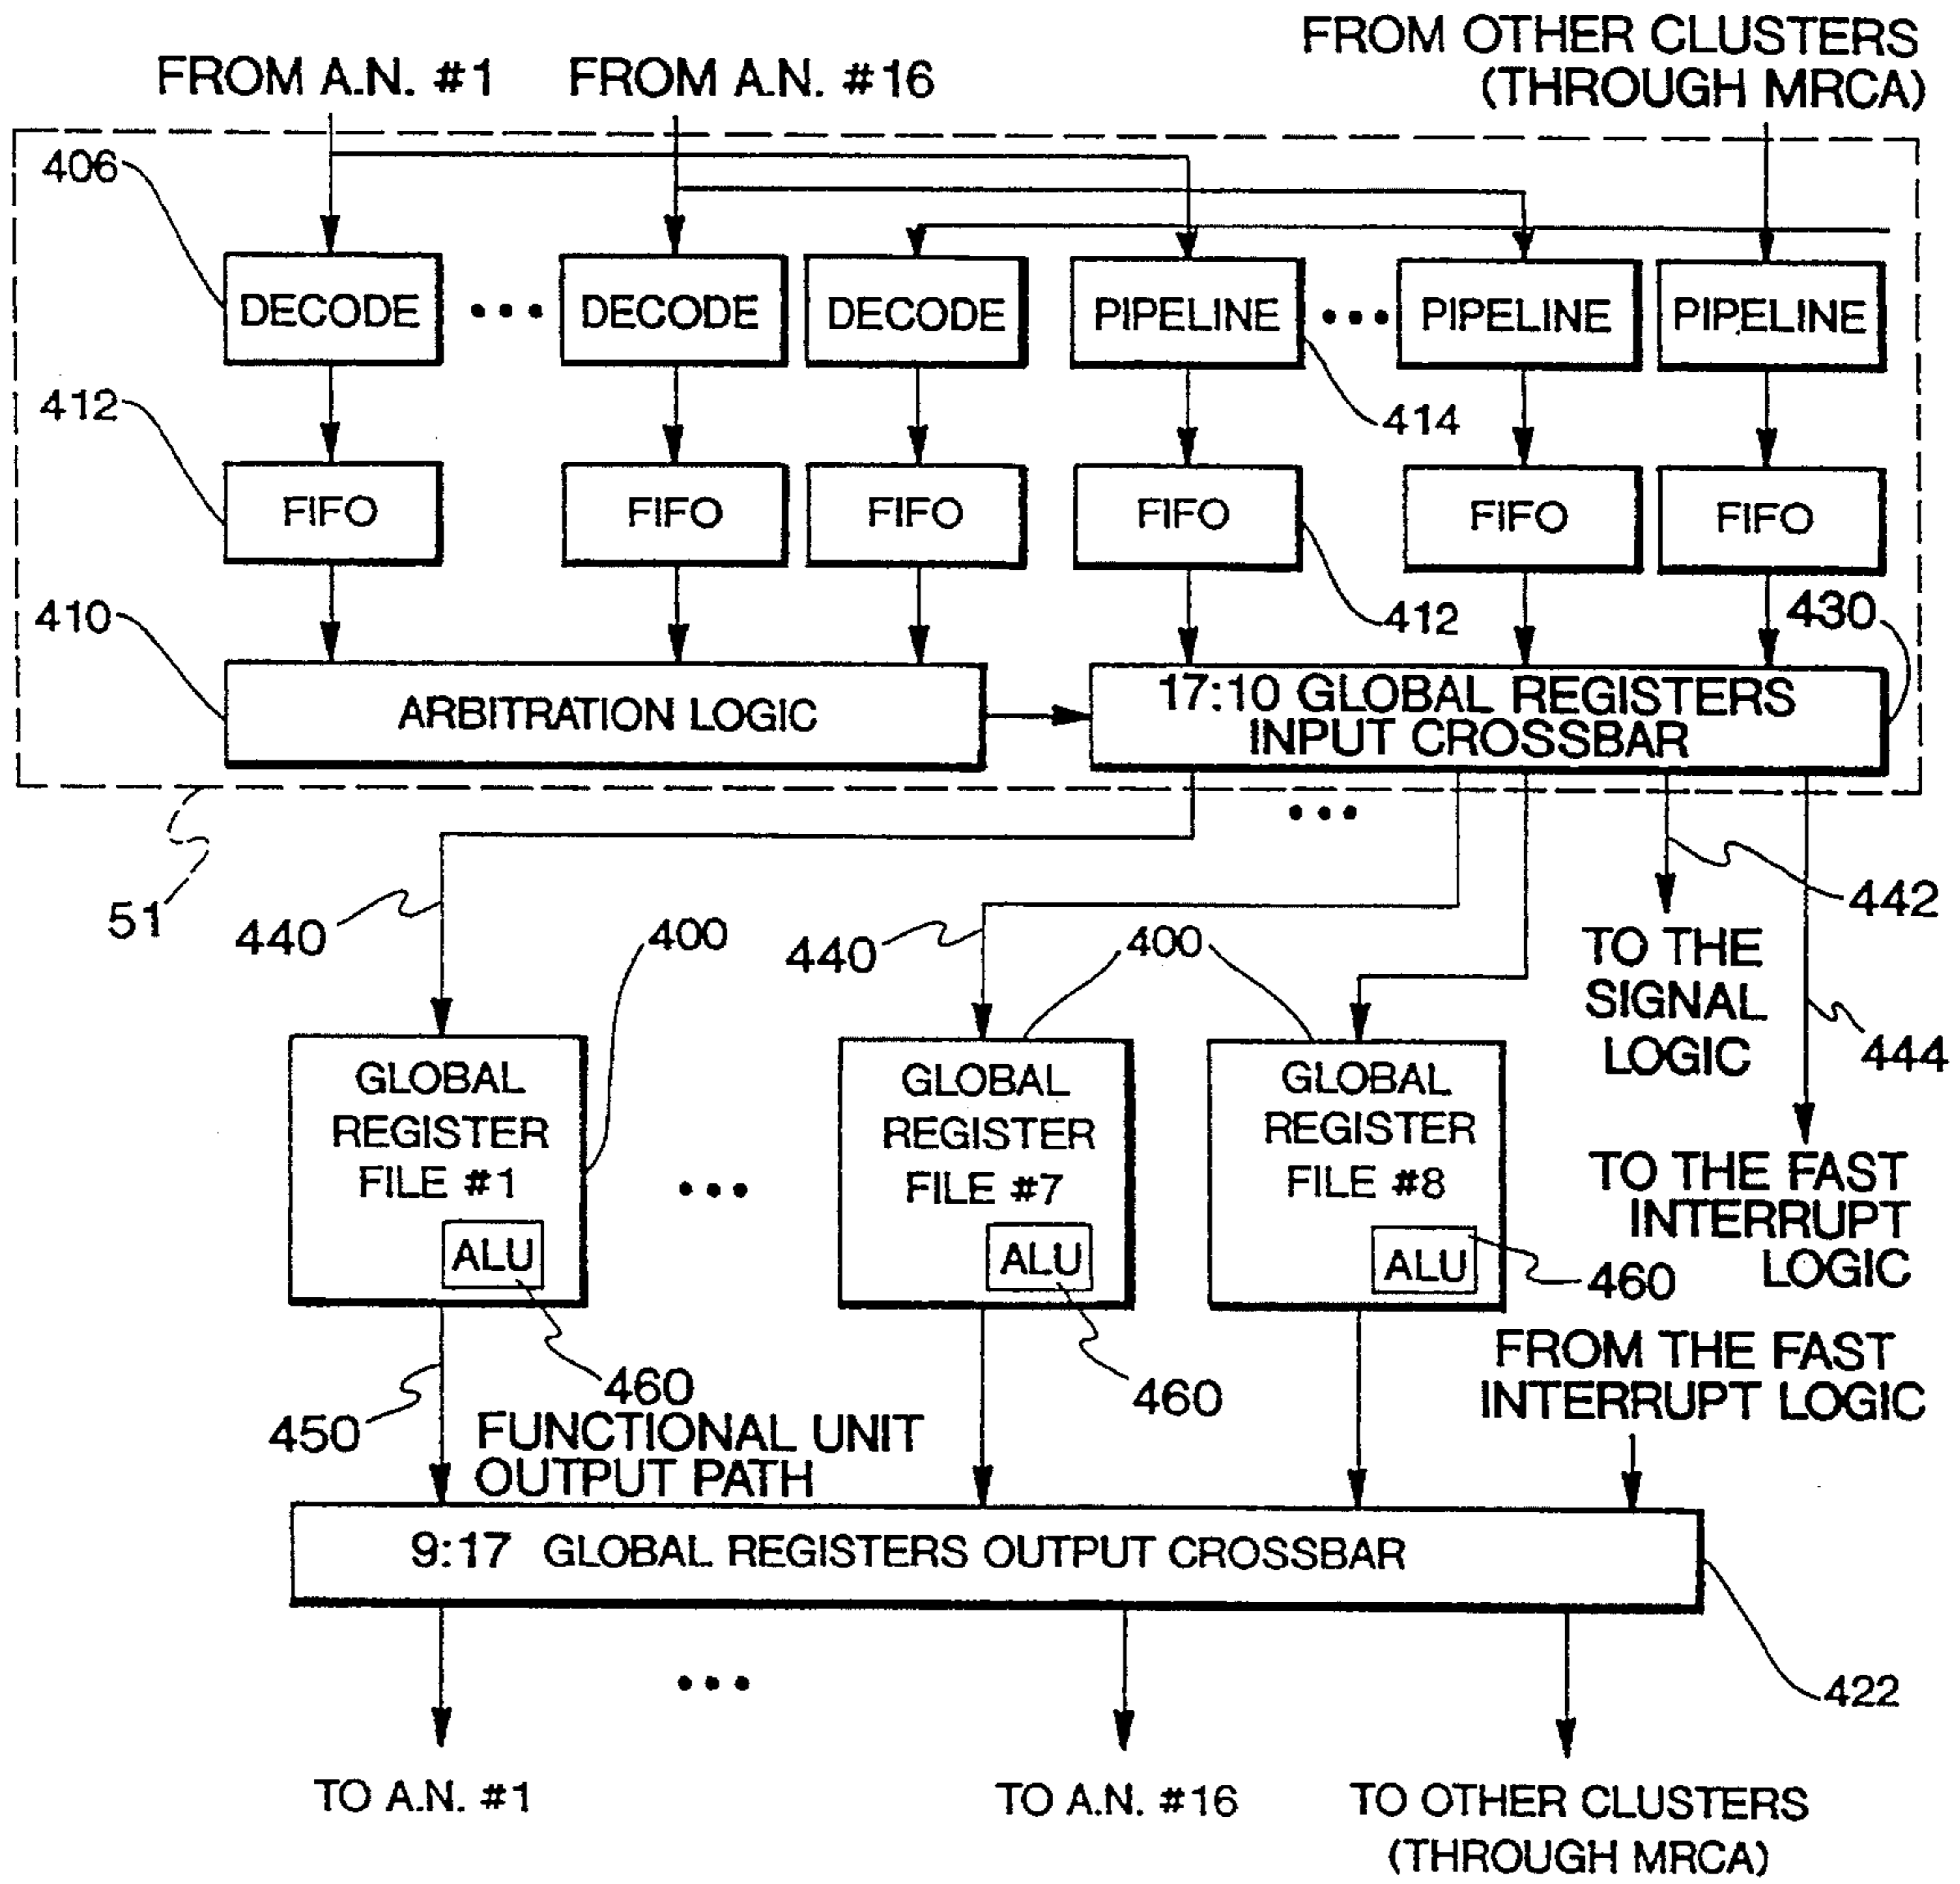 FROM OTHER CLUSTERS
(THROUGH MRCA)
FROM A.N. #1
FROM A.N. #16
406
DECODE
•••
DECODE
DECODE
PIPELINE
•••
PIPELINE
PIPELINE
412
414
FIFO
FIFO
FIFO
FIFO
FIFO
FIFO
410
412
430
ARBITRATION LOGIC
17:10 GLOBAL REGISTERS
INPUT CROSSBAR
•••
51
440
400
440
400
442
TO THE
SIGNAL
LOGIC
444
GLOBAL
REGISTER
FILE #1
ALU
•••
GLOBAL
REGISTER
FILE #7
ALU
GLOBAL
REGISTER
FILE #8
ALU
TO THE FAST
INTERRUPT
LOGIC
460
460
460
FROM THE FAST
INTERRUPT LOGIC
450
FUNCTIONAL UNIT
OUTPUT PATH
9:17 GLOBAL REGISTERS OUTPUT CROSSBAR
422
•••
TO A.N. #1
TO A.N. #16
TO OTHER CLUSTERS
(THROUGH MRCA)